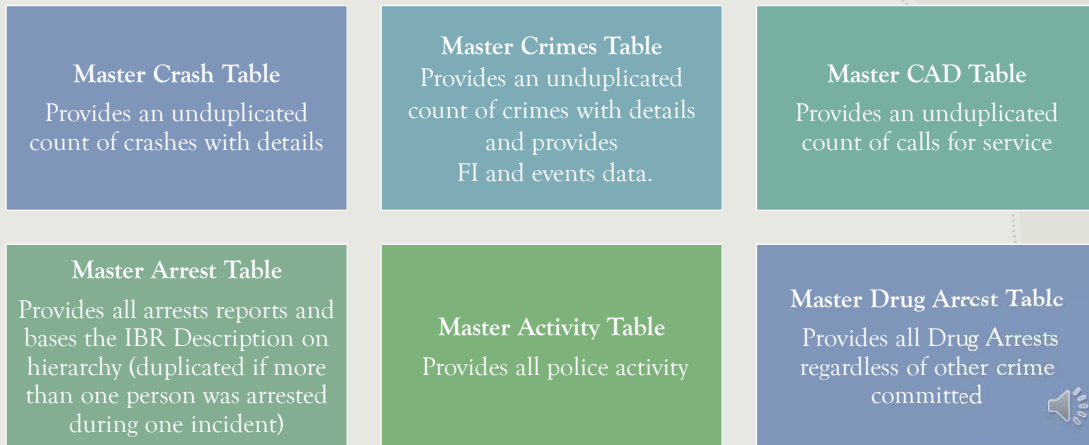 Master Crash Table
Provides an unduplicated
count of crashes with details
Master Crimes Table
Provides an unduplicated
count of crimes with details
and provides
FI and events data.
Master CAD Table
Provides an unduplicated
count of calls for service
Master Arrest Table
Provides all arrests reports and
bases the IBR Description on
hierarchy (duplicated if more
than one person was arrested
during one incident)
Master Activity Table
Provides all police activity
Master Drug Arrest Table
Provides all Drug Arrests
regardless of other crime
committed